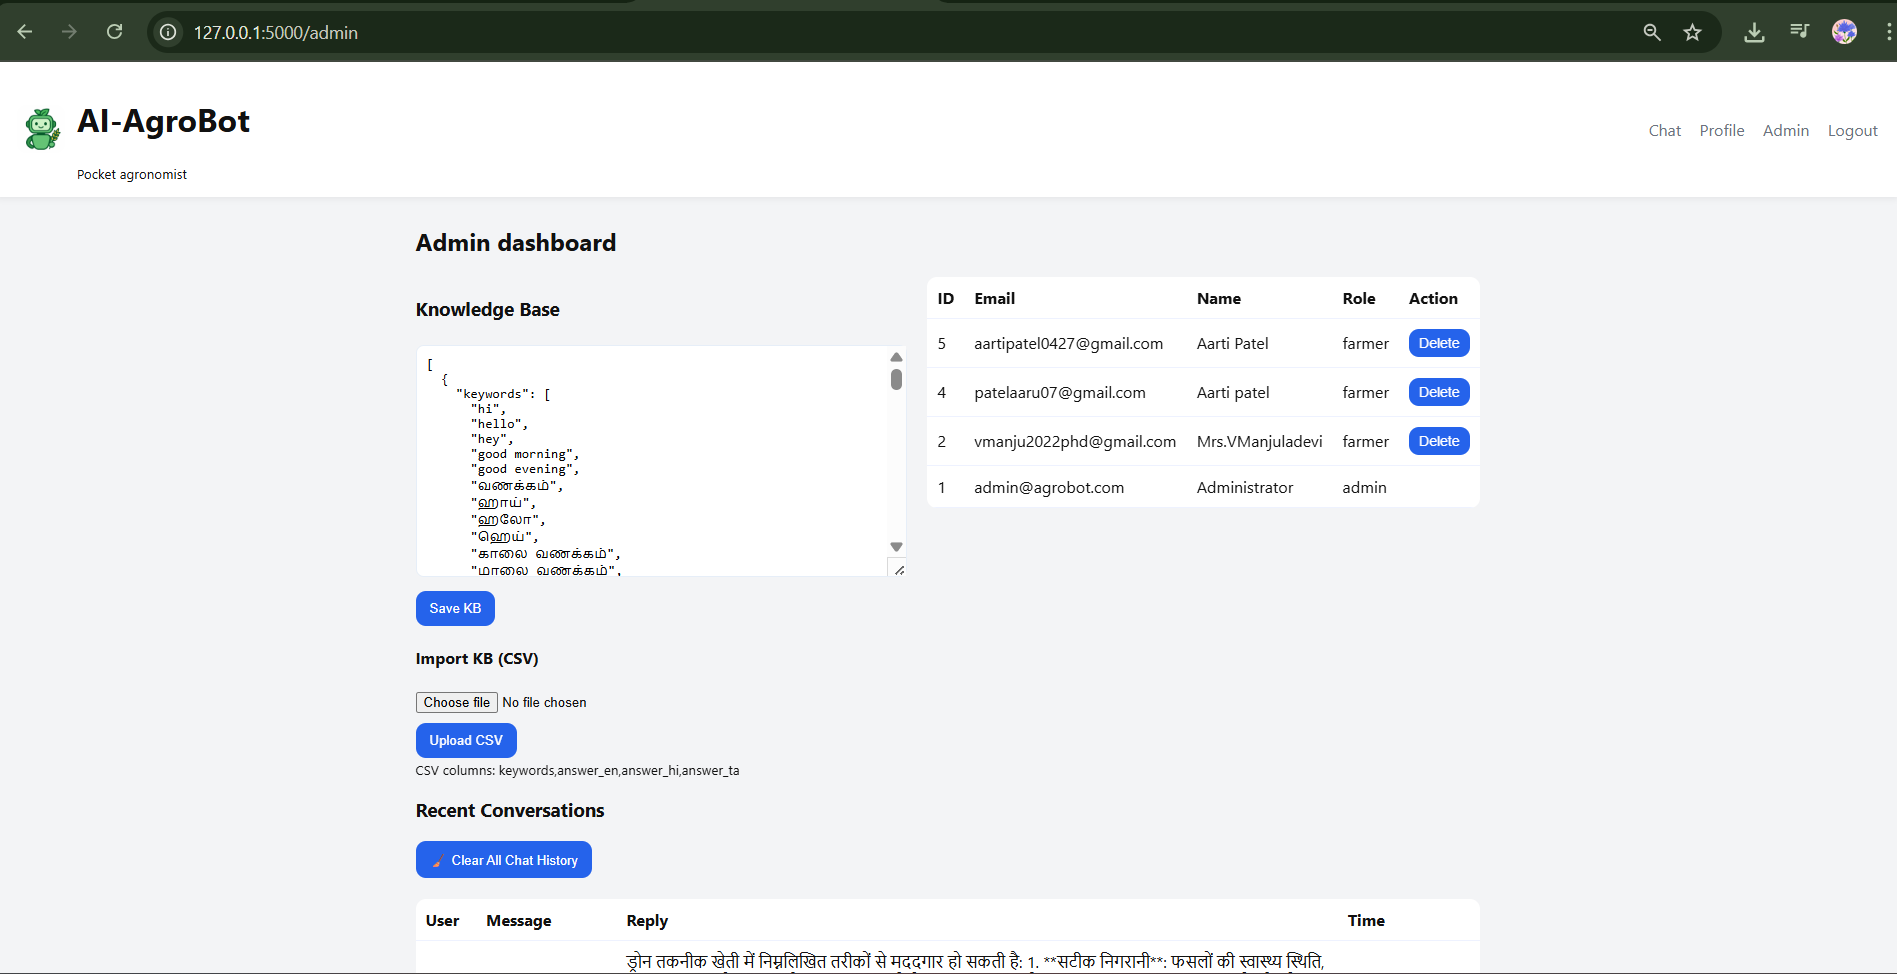 127.0.0.1:5000/admin
AI-AgroBot
Pocket agronomist
Chat Profile Admin Logout
Admin dashboard
Knowledge Base
[
{
"keywords": [
"hi",
"hello",
"hey",
"good morning",
"good evening",
"வணக்கம்",
"ஹாய்",
"ஹலோ",
"ஹெய்",
"காலை வணக்கம்",
"மாலை வணக்கம்",
Save KB
Import KB (CSV)
Choose file No file chosen
Upload CSV
CSV columns: keywords,answer_en,answer_hi,answer_ta
ID Email Name Role Action
5 aartipatel0427@gmail.com Aarti Patel farmer Delete
4 patelaaru07@gmail.com Aarti patel farmer Delete
2 vmanju2022phd@gmail.com Mrs.VManjuladevi farmer Delete
1 admin@agrobot.com Administrator admin
Recent Conversations
Clear All Chat History
User Message Reply Time
ड्रोन तकनीक खेती में निम्नलिखित तरीकों से मददगार हो सकती है: 1. **सटीक निगरानी**: फसलों की स्वास्थ्य स्थिति,